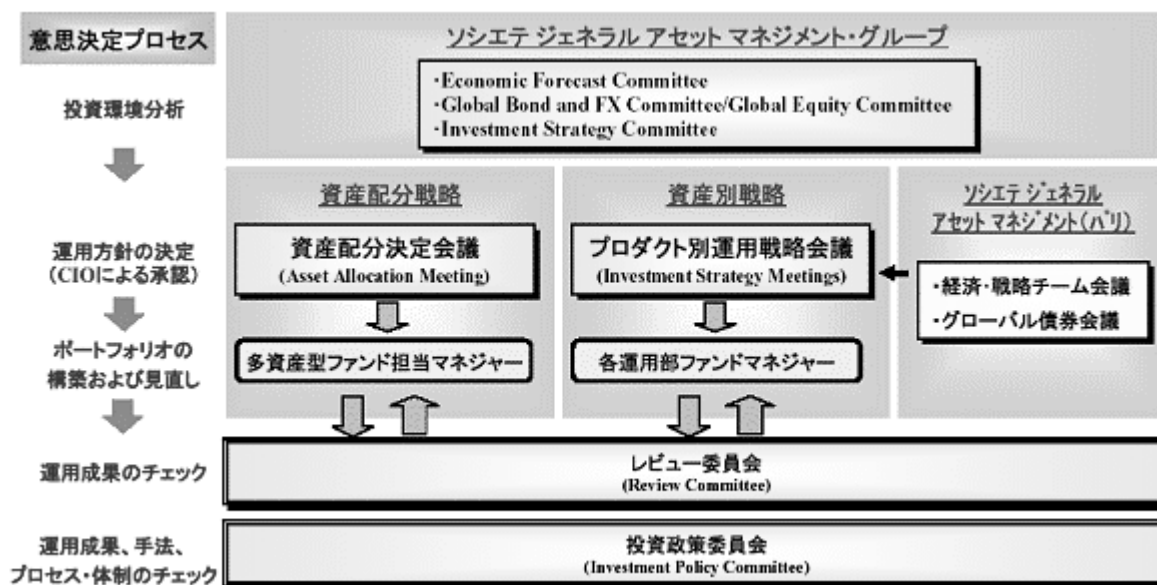 意思決定プロセス
ソシエテ ジェネラル アセット マネジメント・グループ
投資環境分析
・Economic Forecast Committee
・Global Bond and FX Committee/Global Equity Committee
・Investment Strategy Committee
資産配分戦略
資産別戦略
ソシエテ ジェネラル
アセット マネジメント(パリ)
運用方針の決定
(CIOによる承認)
資産配分決定会議
(Asset Allocation Meeting)
プロダクト別運用戦略会議
(Investment Strategy Meetings)
・経済・戦略チーム会議
・グローバル債券会議
ポートフォリオの
構築および見直し
多資産型ファンド担当マネジャー
各運用部ファンドマネジャー
運用成果のチェック
レビュー委員会
(Review Committee)
運用成果、手法、
プロセス・体制のチェック
投資政策委員会
(Investment Policy Committee)